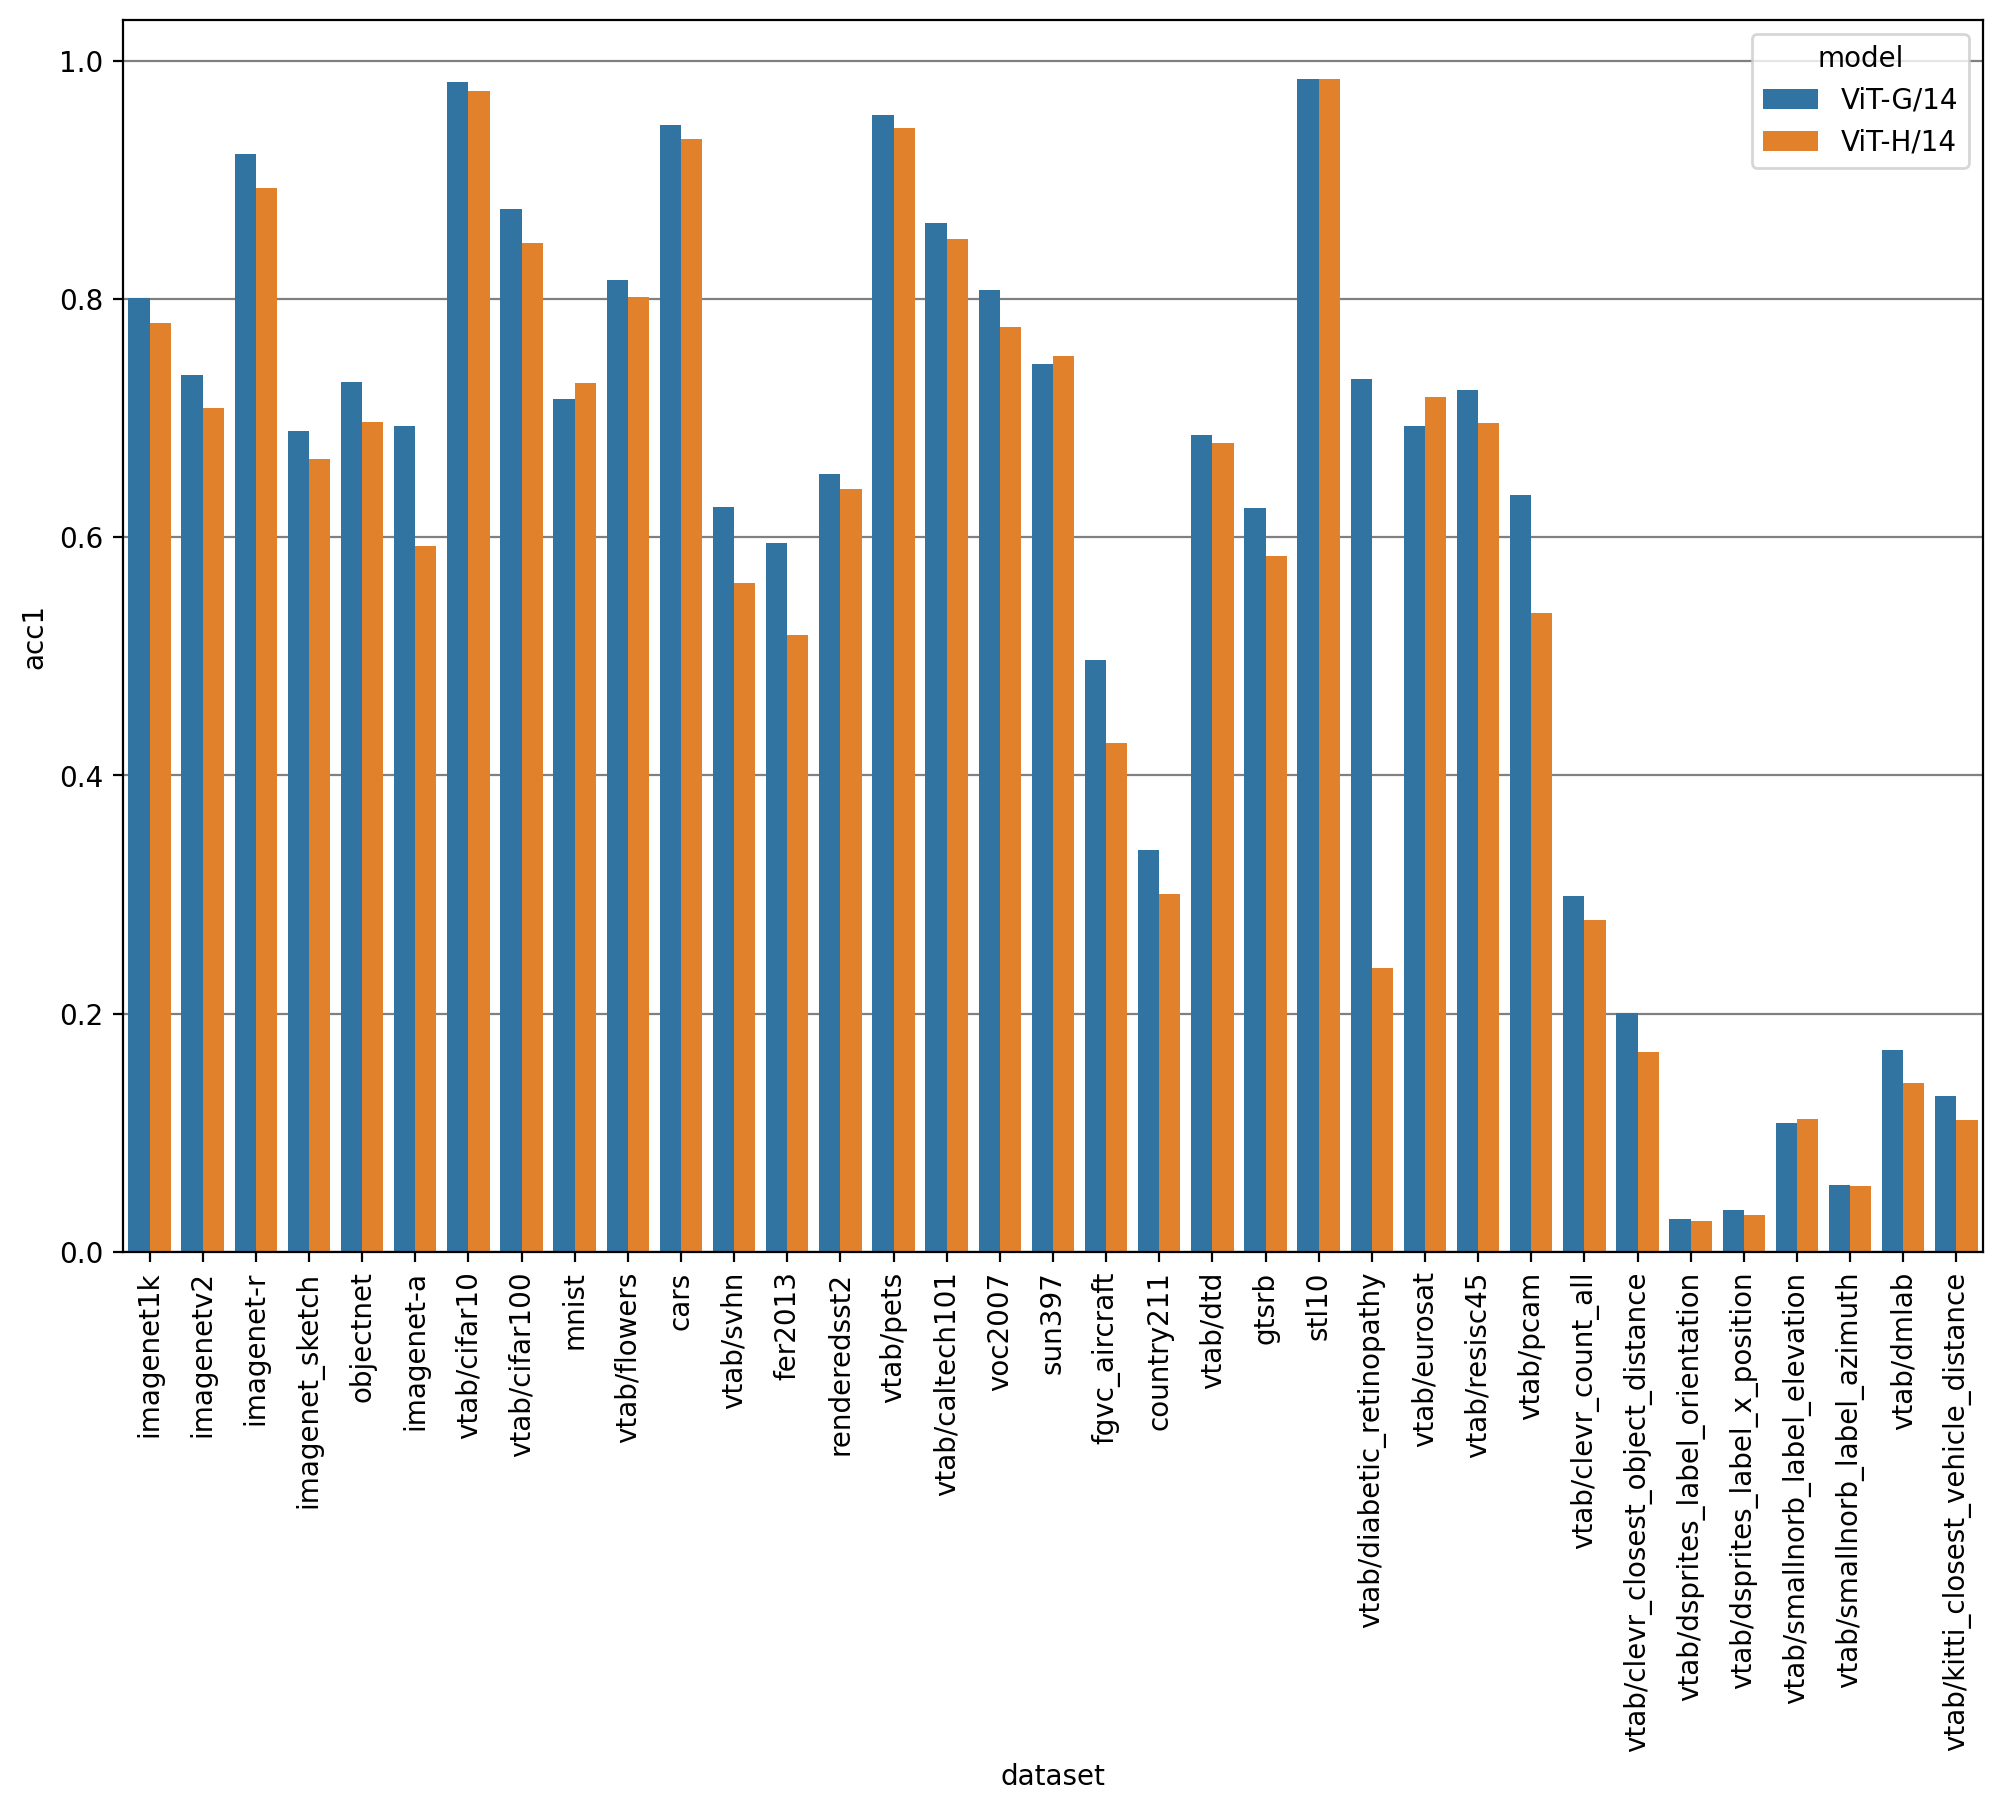 model
ViT-G/14
ViT-H/14
acc1
1.0
0.8
0.6
0.4
0.2
0.0
imagenet1k
imagenetv2
imagenet-r
imagenet_sketch
objectnet
imagenet-a
vtab/cifar10
vtab/cifar100
mnist
vtab/flowers
cars
vtab/svhn
fer2013
renderedsst2
vtab/pets
vtab/caltech101
voc2007
sun397
fgvc_aircraft
country211
vtab/dtd
gtsrb
stl10
vtab/diabetic_retinopathy
vtab/eurosat
vtab/resisc45
vtab/pcam
vtab/clevr_count_all
vtab/clevr_closest_object_distance
vtab/dsprites_label_orientation
vtab/dsprites_label_x_position
vtab/smallnorb_label_elevation
vtab/smallnorb_label_azimuth
vtab/dmlab
vtab/kitti_closest_vehicle_distance
dataset